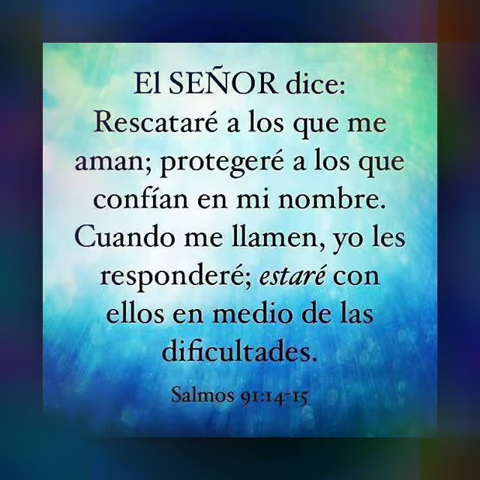 El SEÑOR dice:
Rescataré a los que me
aman; protegeré a los que
confían en mi nombre.
Cuando me llamen, yo les
responderé; estaré con
ellos en medio de las
dificultades.
Salmos 91:14-15